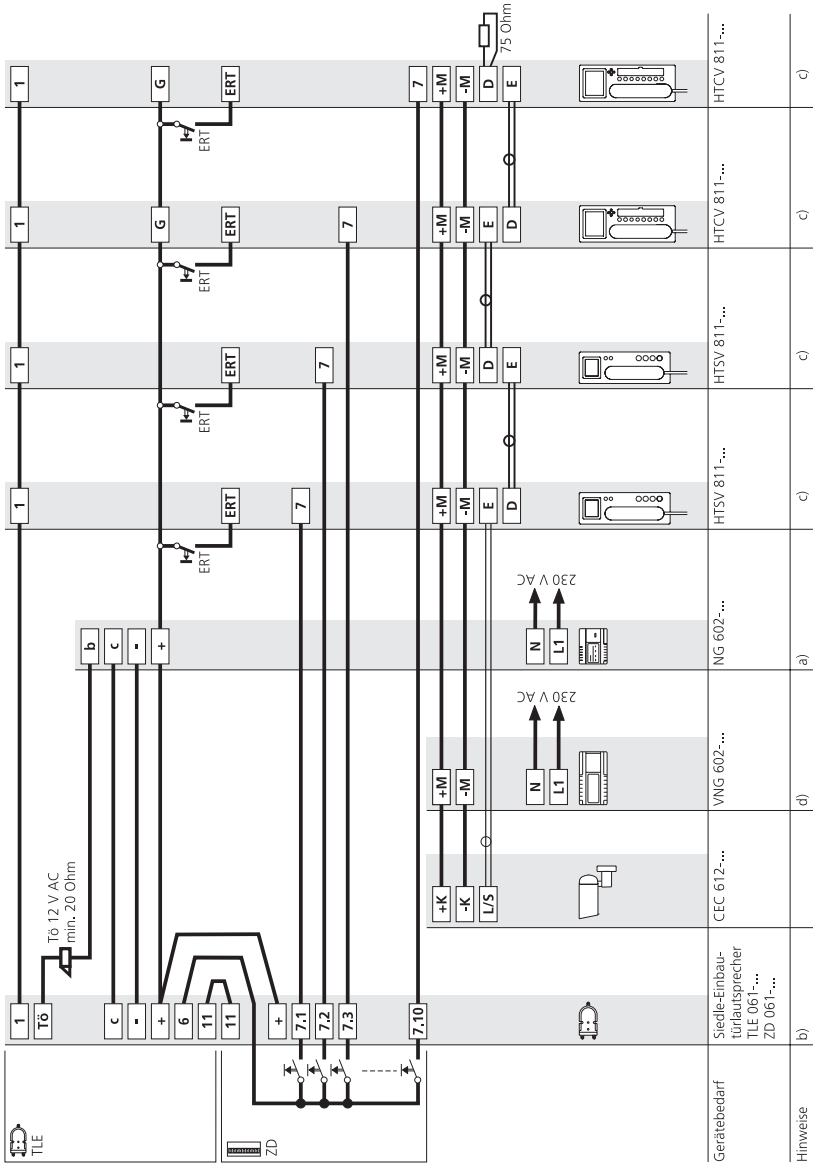 TLE
ZD
1
Tö
c
-
+
6
11
11
+
7.1
7.2
7.3
7.10
Tö 12 V AC
min. 20 Ohm
+K
-K
L/S
+M
-M
N
L1
230 V AC
b
c
-
+
N
L1
230 V AC
ERT
1
ERT
7
+M
-M
E
D
ERT
1
ERT
7
+M
-M
D
E
ERT
1
G
ERT
7
+M
-M
E
D
ERT
1
G
ERT
7
+M
-M
D
E
75 Ohm
Gerätebedarf
Siedle-Einbau-
türlautsprecher
TLE 061-...
ZD 061-...
CEC 612-...
VNG 602-...
NG 602-...
HTSV 811-...
HTSV 811-...
HTCV 811-...
HTCV 811-...
Hinweise
b)
d)
a)
c)
c)
c)
c)